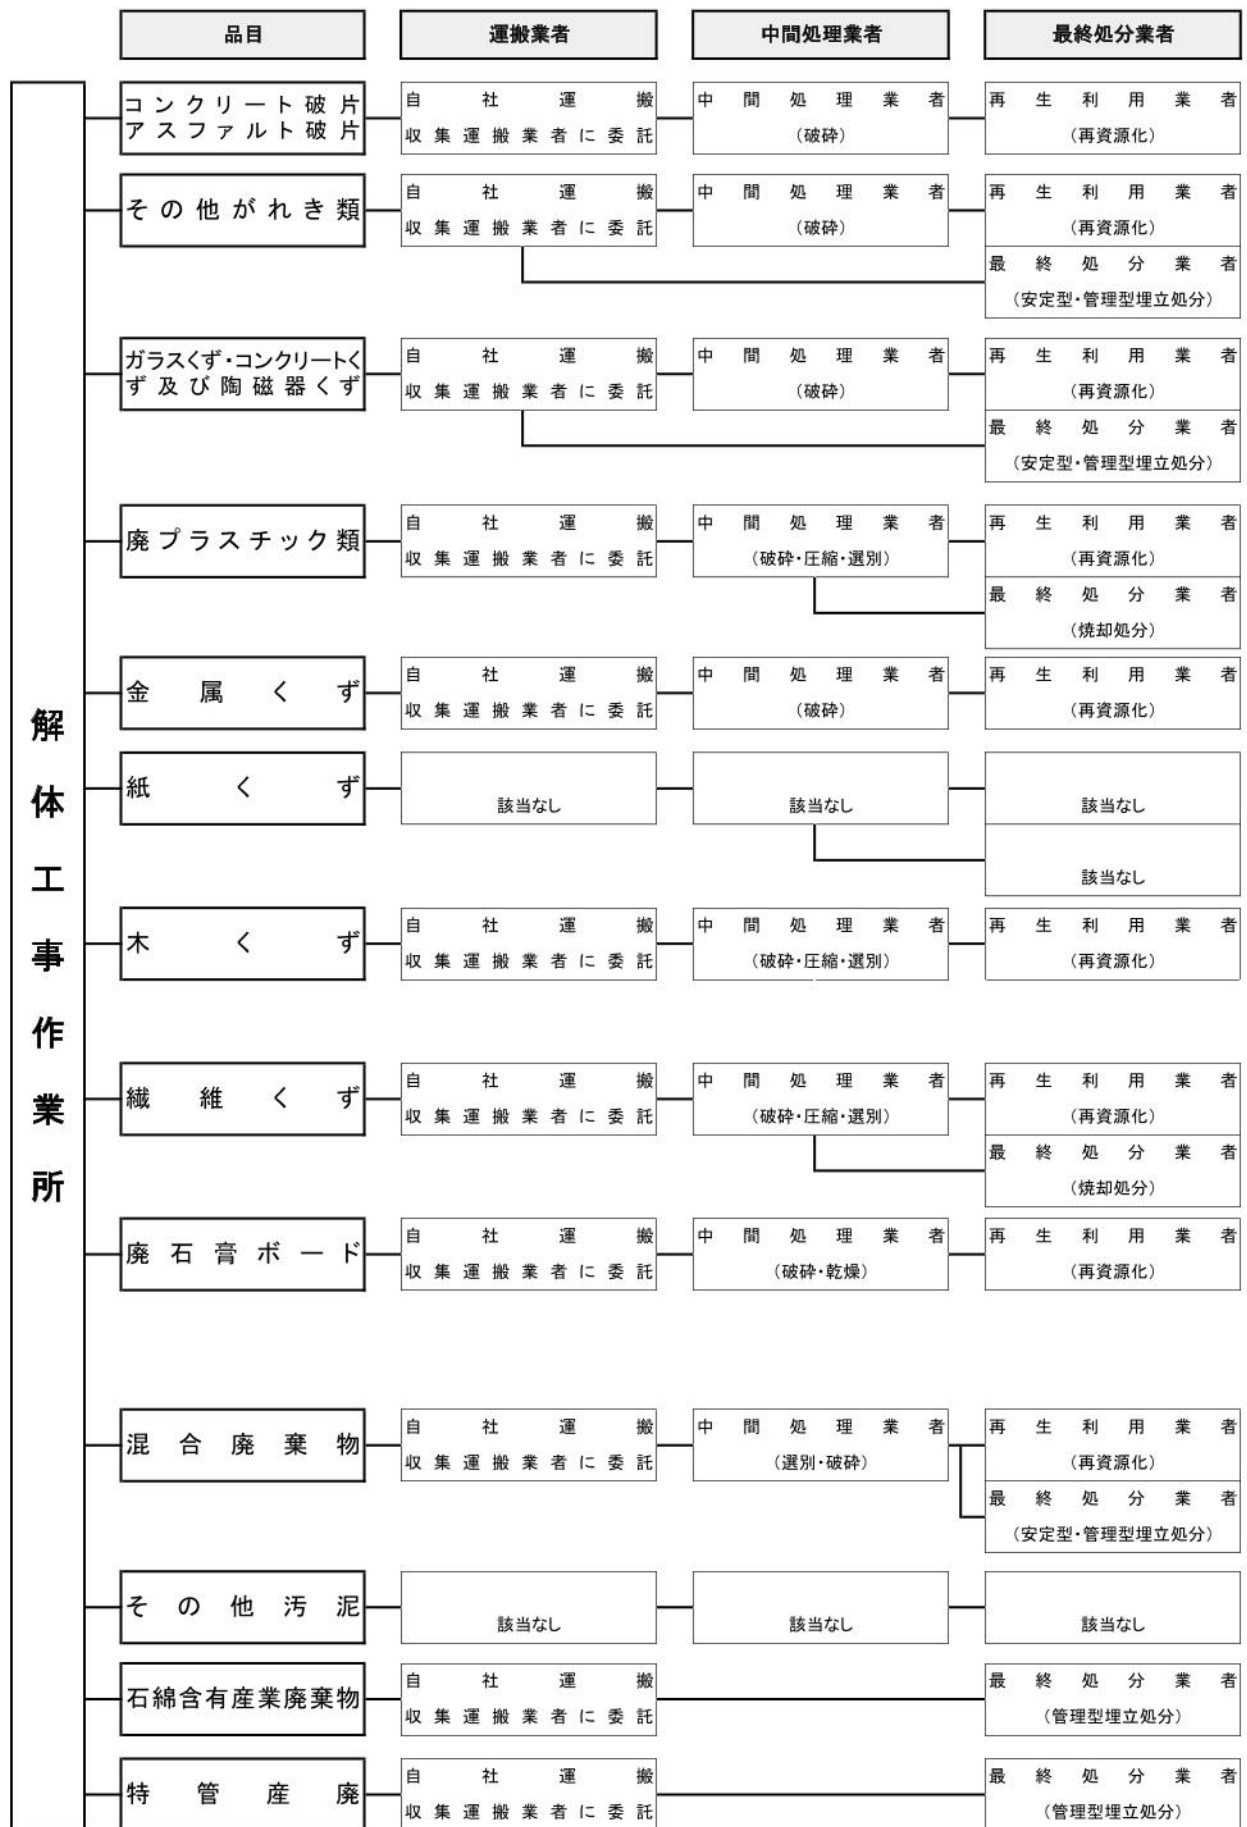 品目 運搬業者 中間処理業者 最終処分業者
解体工事作業所
コンクリート破片 自社運搬 中間処理業者 再生利用業者
アスファルト破片 収集運搬業者に委託 (破砕) (再資源化)
その他がれき類 自社運搬 中間処理業者 再生利用業者
収集運搬業者に委託 (破砕) (再資源化)
最終処分業者
(安定型・管理型埋立処分)
ガラスくず・コンクリートく 自社運搬 中間処理業者 再生利用業者
ず及び陶磁器くず 収集運搬業者に委託 (破砕) (再資源化)
最終処分業者
(安定型・管理型埋立処分)
廃プラスチック類 自社運搬 中間処理業者 再生利用業者
収集運搬業者に委託 (破砕・圧縮・選別) (再資源化)
最終処分業者
(焼却処分)
金属くず 自社運搬 中間処理業者 再生利用業者
収集運搬業者に委託 (破砕) (再資源化)
紙くず
該当なし 該当なし 該当なし
該当なし
木くず 自社運搬 中間処理業者 再生利用業者
収集運搬業者に委託 (破砕・圧縮・選別) (再資源化)
繊維くず 自社運搬 中間処理業者 再生利用業者
収集運搬業者に委託 (破砕・圧縮・選別) (再資源化)
最終処分業者
(焼却処分)
廃石膏ボード 自社運搬 中間処理業者 再生利用業者
収集運搬業者に委託 (破砕・乾燥) (再資源化)
混合廃棄物 自社運搬 中間処理業者 再生利用業者
収集運搬業者に委託 (選別・破砕) (再資源化)
最終処分業者
(安定型・管理型埋立処分)
その他汚泥
該当なし 該当なし 該当なし
石綿含有産業廃棄物 自社運搬 最終処分業者
収集運搬業者に委託 (管理型埋立処分)
特管産廃 自社運搬 最終処分業者
収集運搬業者に委託 (管理型埋立処分)